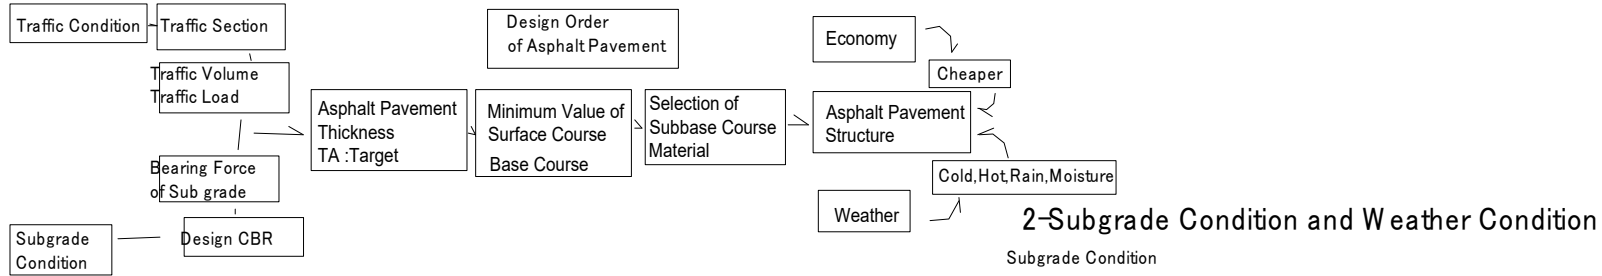 Traffic Condition
Traffic Section
Traffic Volume
Traffic Load
Bearing Force
of Sub grade
Subgrade
Condition
Design CBR
Design Order
of Asphalt Pavement
Asphalt Pavement
Thickness
TA :Target
Minimum Value of
Surface Course
Base Course
Selection of
Subbase Course
Material
Economy
Cheaper
Asphalt Pavement
Structure
Cold,Hot,Rain,Moisture
Weather
2-Subgrade Condition and Weather Condition
Subgrade Condition